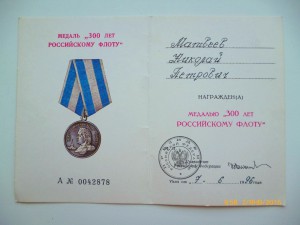 МЕДАЛЬ „300 ЛЕТ
РОССИЙСКОМУ ФЛОТУ"
А № 0042878
Матвеев
Николай
Петрович
НАГРАЖДЕН(А)
МЕДАЛЬЮ „300 ЛЕТ
РОССИЙСКОМУ ФЛОТУ"